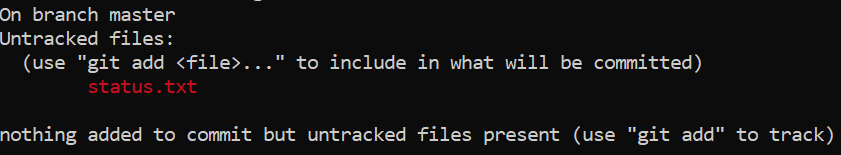 On branch master
Untracked files:
  (use "git add <file>..." to include in what will be committed)
        status.txt

nothing added to commit but untracked files present (use "git add" to track)